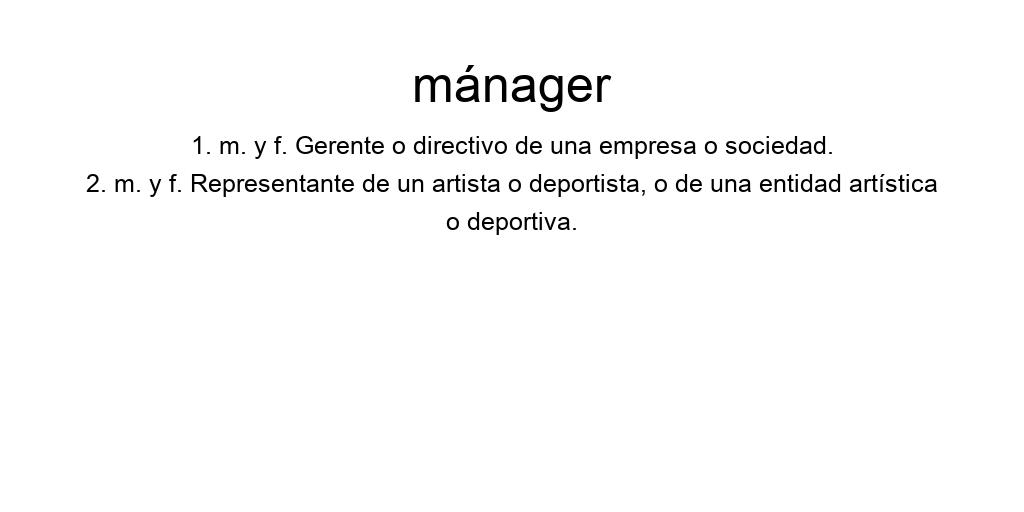 mánager
1. m. y f. Gerente o directivo de una empresa o sociedad.
2. m. y f. Representante de un artista o deportista, o de una entidad artística
o deportiva.